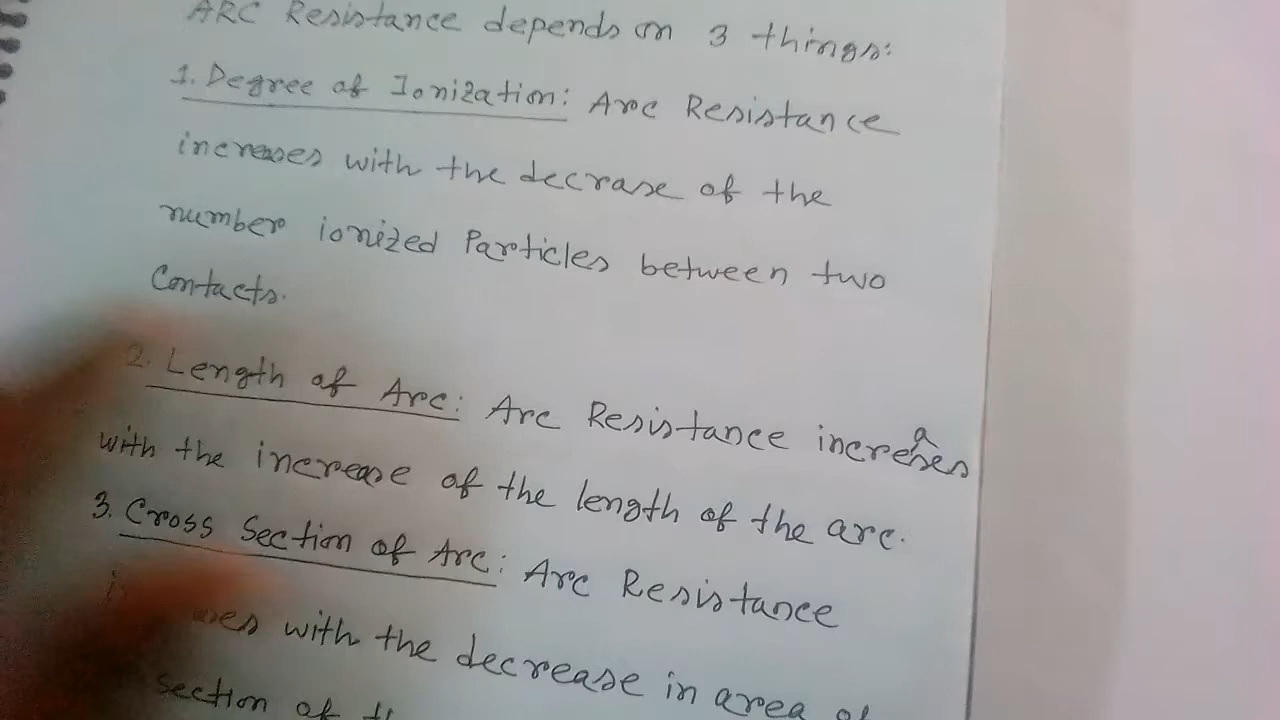 ARC Resistance depends on 3 things:
1. Degree of Ionization: Arc Resistance
increases with the decrase of the
number ionized Particles between two
Contacts.
2. Length of Arc: Arc Resistance increases
with the increase of the length of the arc.
3. Cross Section of Arc: Arc Resistance
with the decrease in area of
section of